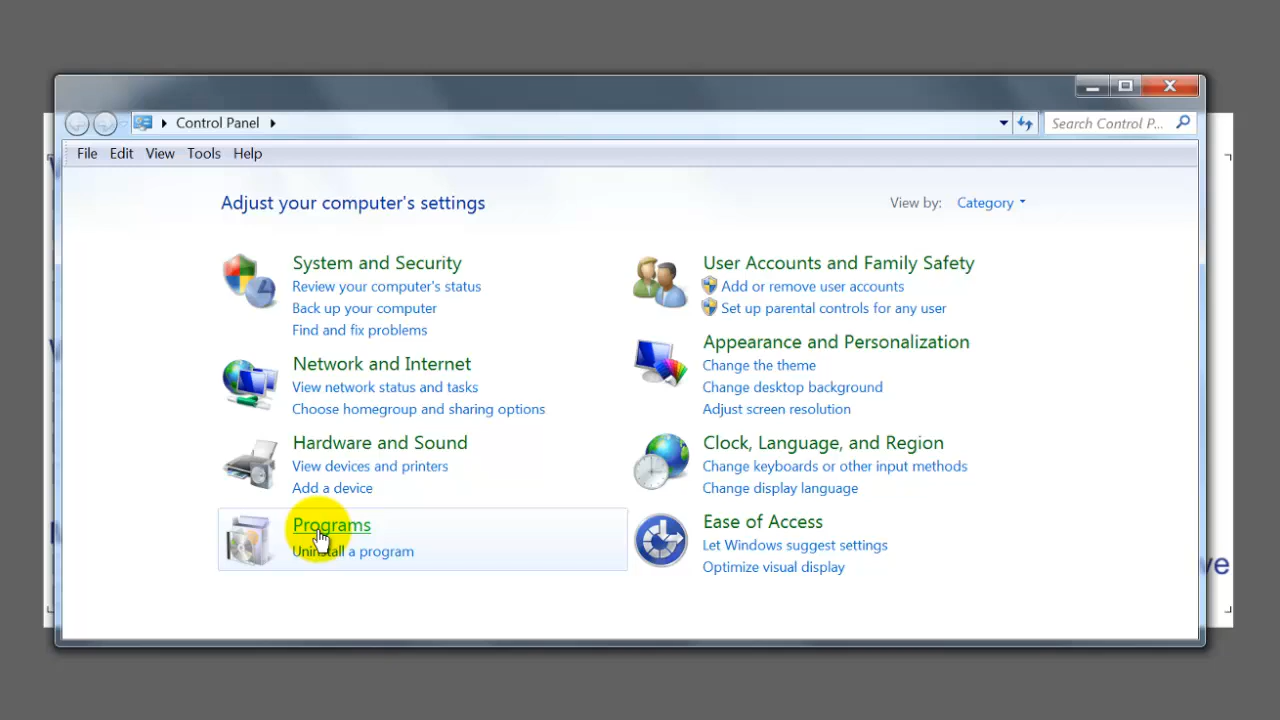 Control Panel
Search Control P...
File Edit View Tools Help
Adjust your computer's settings
View by: Category
System and Security
Review your computer's status
Back up your computer
Find and fix problems
Network and Internet
View network status and tasks
Choose homegroup and sharing options
Hardware and Sound
View devices and printers
Add a device
Programs
Uninstall a program
User Accounts and Family Safety
Add or remove user accounts
Set up parental controls for any user
Appearance and Personalization
Change the theme
Change desktop background
Adjust screen resolution
Clock, Language, and Region
Change keyboards or other input methods
Change display language
Ease of Access
Let Windows suggest settings
Optimize visual display
ve